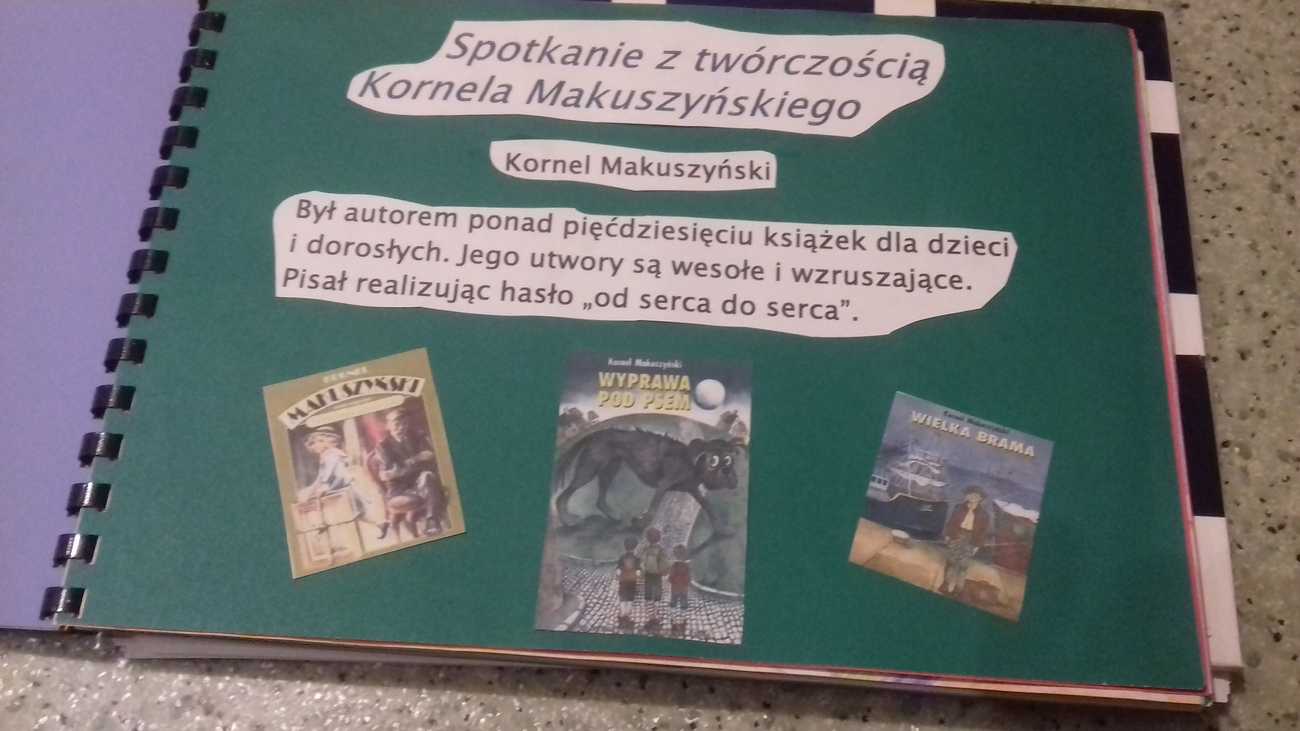 Spotkanie z twórczością
Kornela Makuszyńskiego
Kornel Makuszyński
Był autorem ponad pięćdziesięciu książek dla dzieci
i dorosłych. Jego utwory są wesołe i wzruszające.
Pisał realizując hasło „od serca do serca”.
KORNEL
MAKUSZYŃSKI
Kornel Makuszyński
WYPRAWA
POD PSEM
Kornel Makuszyński
WIELKA BRAMA